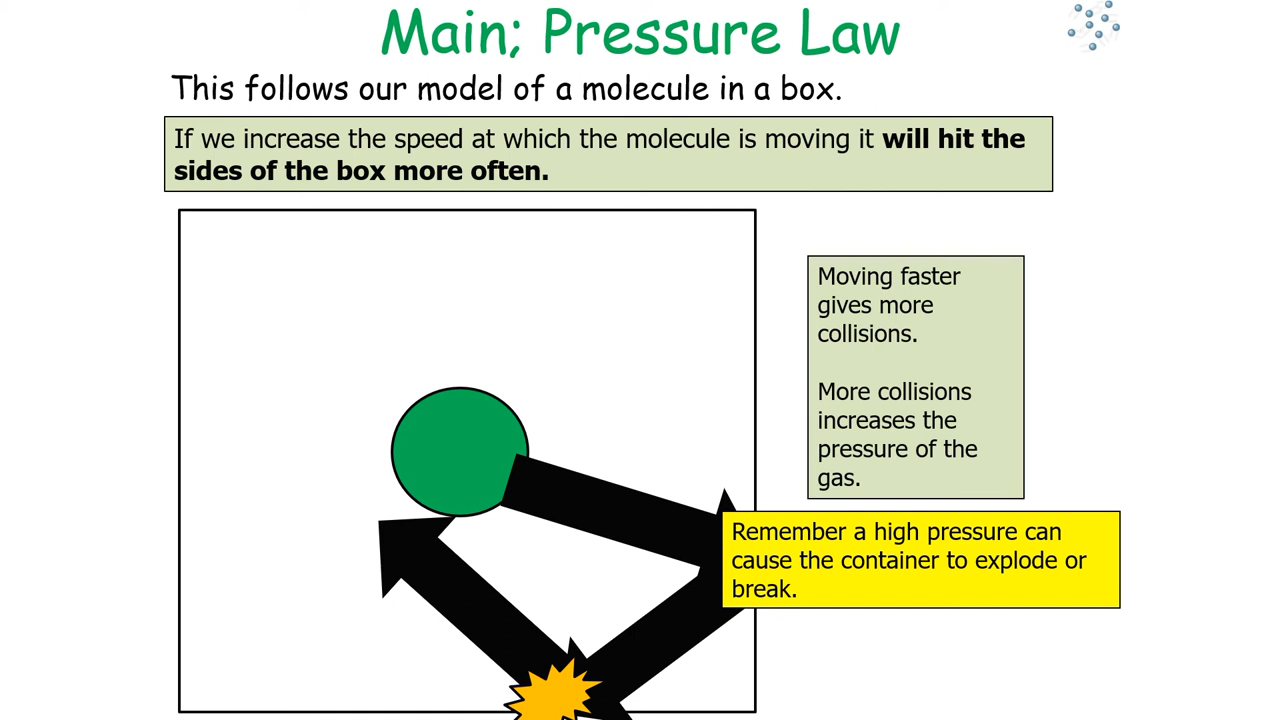 Main; Pressure Law
This follows our model of a molecule in a box.
If we increase the speed at which the molecule is moving it will hit the
sides of the box more often.
Moving faster
gives more
collisions.
More collisions
increases the
pressure of the
gas.
Remember a high pressure can
cause the container to explode or
break.